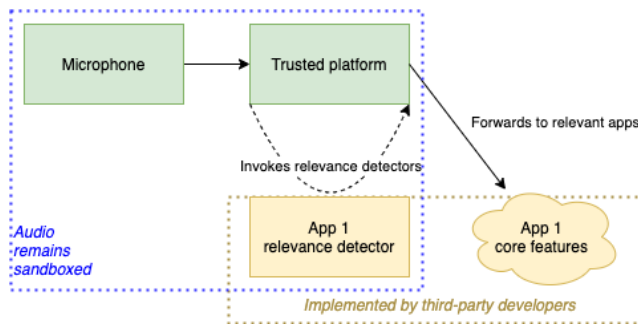 Microphone
Trusted platform
Forwards to relevant apps
Invokes relevance detectors
Audio
remains
sandboxed
App 1
relevance detector
App 1
core features
Implemented by third-party developers